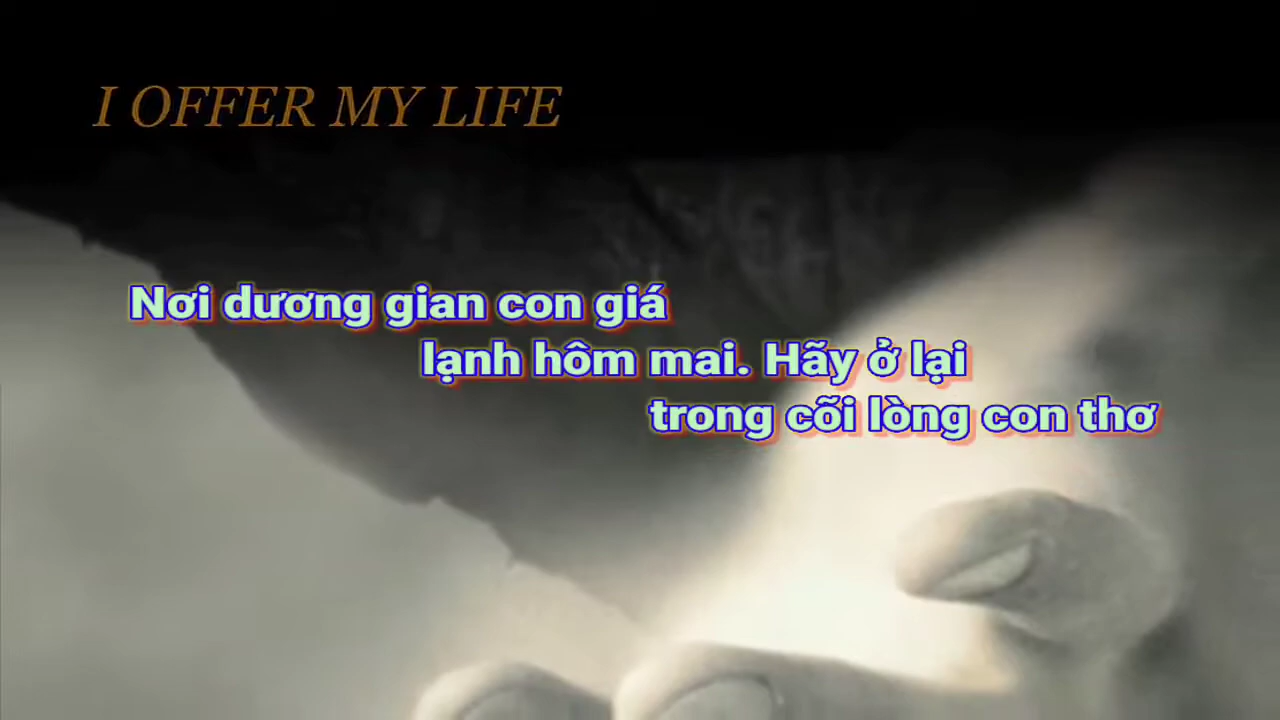 I OFFER MY LIFE
Nơi dương gian con giá
lạnh hôm mai. Hãy ở lại
trong cõi lòng con thơ